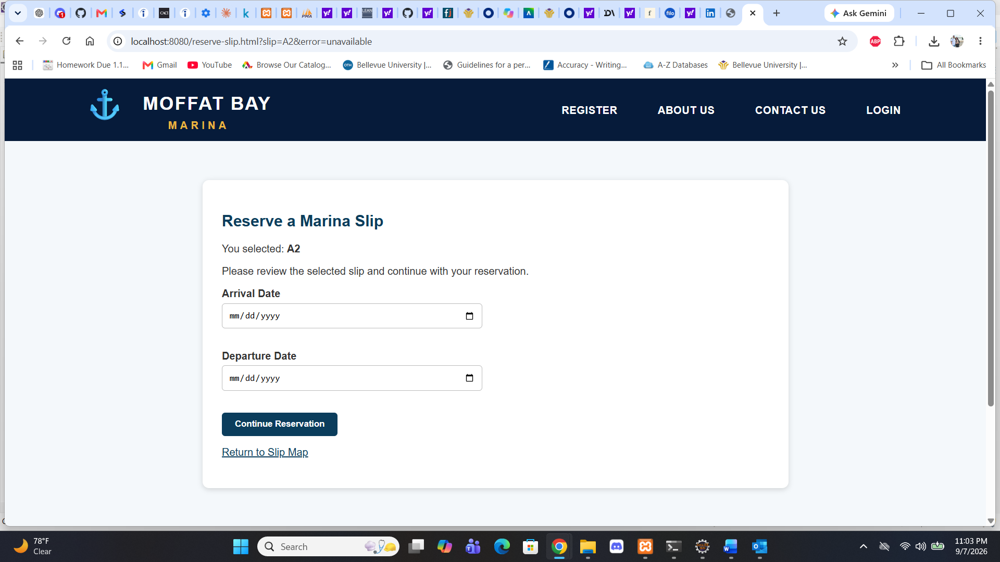 Ask Gemini
localhost:8080/reserve-slip.html?slip=A2&error=unavailable
ABP
Homework Due 1.1...
Gmail
YouTube
Browse Our Catalog...
OTH
Bellevue University |...
Guidelines for a per...
Accuracy - Writing...
A-Z Databases
Bellevue University |...
All Bookmarks
MOFFAT BAY
MARINA
REGISTER
ABOUT US
CONTACT US
LOGIN
Reserve a Marina Slip
You selected: A2
Please review the selected slip and continue with your reservation.
Arrival Date
mm/dd/yyyy
Departure Date
mm/dd/yyyy
Continue Reservation
Return to Slip Map
78°F
Clear
Search
11:03 PM
9/7/2026